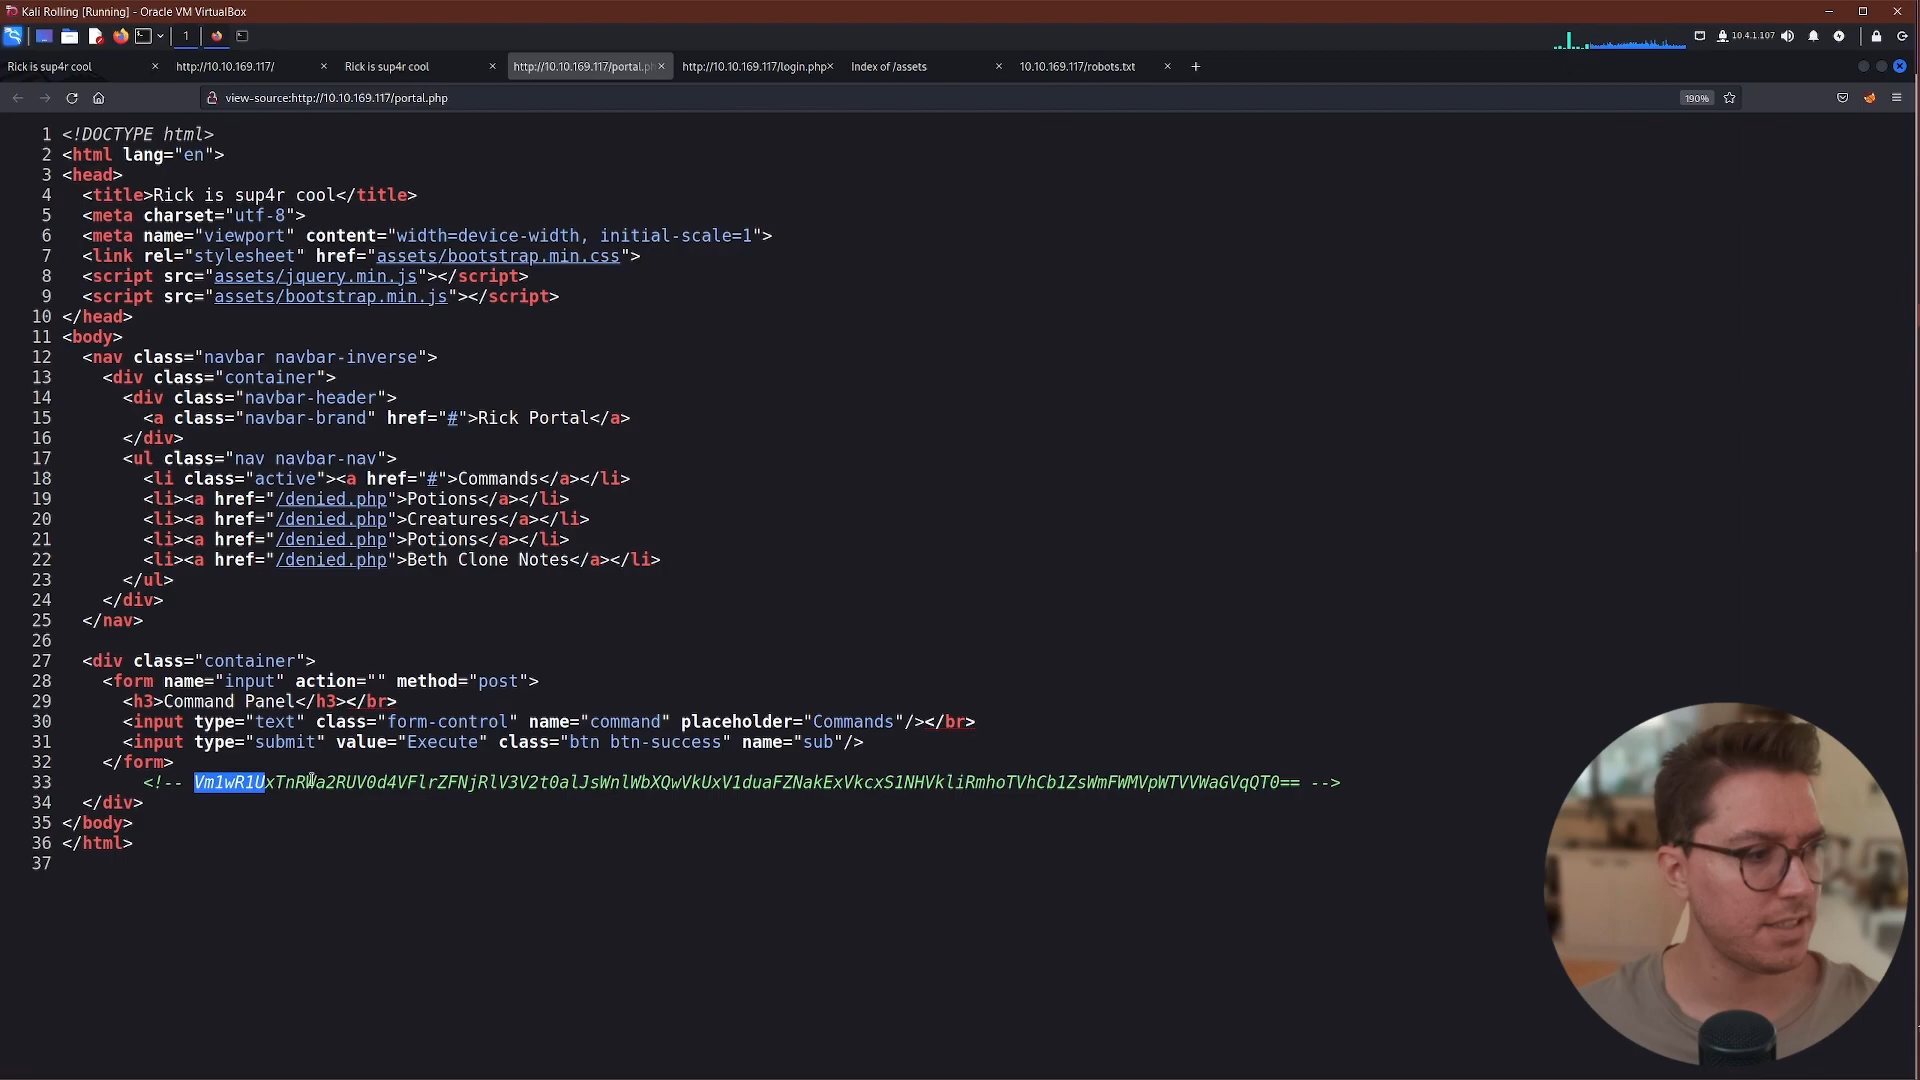 Kali Rolling [Running] - Oracle VM VirtualBox
1
10.4.1.107
Rick is sup4r cool
http://10.10.169.117/
Rick is sup4r cool
http://10.10.169.117/portal.ph
http://10.10.169.117/login.php
Index of /assets
10.10.169.117/robots.txt
view-source:http://10.10.169.117/portal.php
190%
1 <!DOCTYPE html>
2 <html lang="en">
3 <head>
4 <title>Rick is sup4r cool</title>
5 <meta charset="utf-8">
6 <meta name="viewport" content="width=device-width, initial-scale=1">
7 <link rel="stylesheet" href="assets/bootstrap.min.css">
8 <script src="assets/jquery.min.js"></script>
9 <script src="assets/bootstrap.min.js"></script>
10 </head>
11 <body>
12 <nav class="navbar navbar-inverse">
13 <div class="container">
14 <div class="navbar-header">
15 <a class="navbar-brand" href="#">Rick Portal</a>
16 </div>
17 <ul class="nav navbar-nav">
18 <li class="active"><a href="#">Commands</a></li>
19 <li><a href="/denied.php">Potions</a></li>
20 <li><a href="/denied.php">Creatures</a></li>
21 <li><a href="/denied.php">Potions</a></li>
22 <li><a href="/denied.php">Beth Clone Notes</a></li>
23 </ul>
24 </div>
25 </nav>
26
27 <div class="container">
28 <form name="input" action="" method="post">
29 <h3>Command Panel</h3></br>
30 <input type="text" class="form-control" name="command" placeholder="Commands"/></br>
31 <input type="submit" value="Execute" class="btn btn-success" name="sub"/>
32 </form>
33 <!-- Vm1wR1UxTnRWa2RUV0d4VFlrZFNjRlV3V2t0alJsWnlWbXQwVkUxV1duaFZNakExVkcxS1NHVkliRmhoTVhCb1ZsWmFWMVpWTVVWaGVqQT0== -->
34 </div>
35 </body>
36 </html>
37